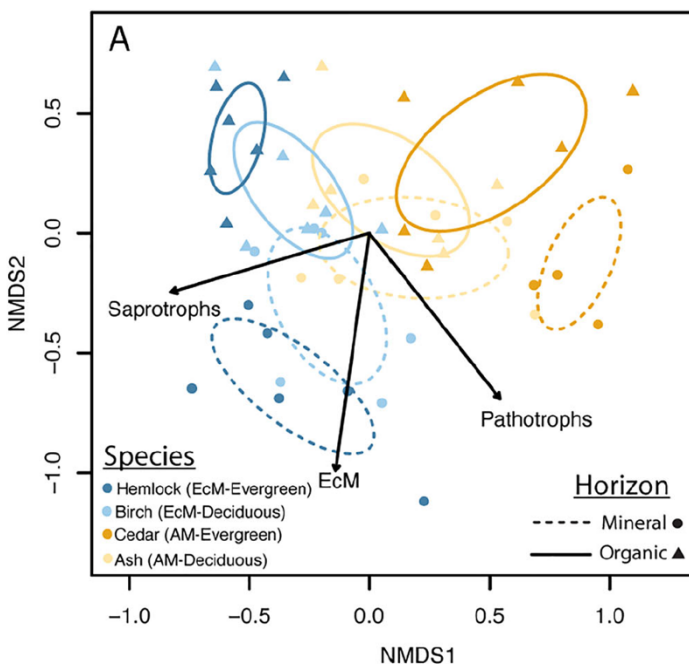 A
0.5
0.0
−0.5
−1.0
NMDS2
Saprotrophs
Pathotrophs
EcM
Species
Hemlock (EcM-Evergreen)
Birch (EcM-Deciduous)
Cedar (AM-Evergreen)
Ash (AM-Deciduous)
Horizon
Mineral
Organic
−1.0 −0.5 0.0 0.5 1.0
NMDS1